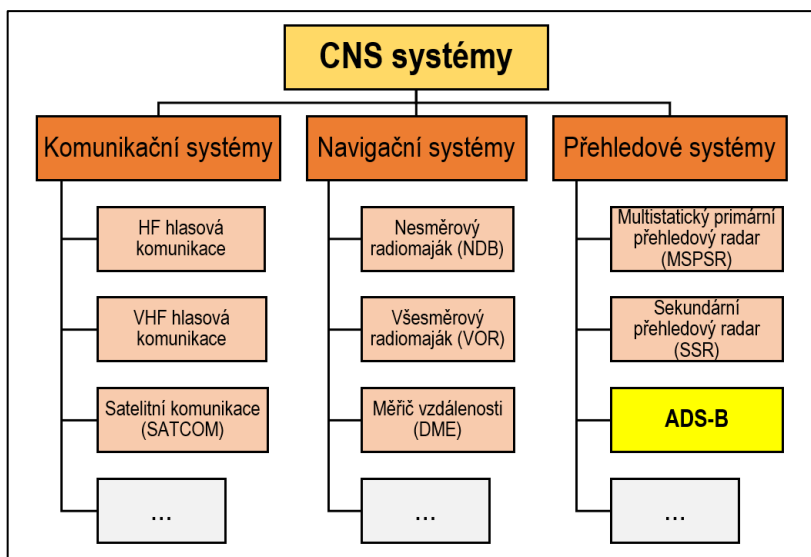 CNS systémy
Komunikační systémy
Navigační systémy
Přehledové systémy
HF hlasová
komunikace
Nesměrový
radiomaják (NDB)
Multistatický primární
přehledový radar
(MSPSR)
VHF hlasová
komunikace
Všesměrový
radiomaják (VOR)
Sekundární
přehledový radar
(SSR)
Satelitní komunikace
(SATCOM)
Měřič vzdálenosti
(DME)
ADS-B
...
...
...